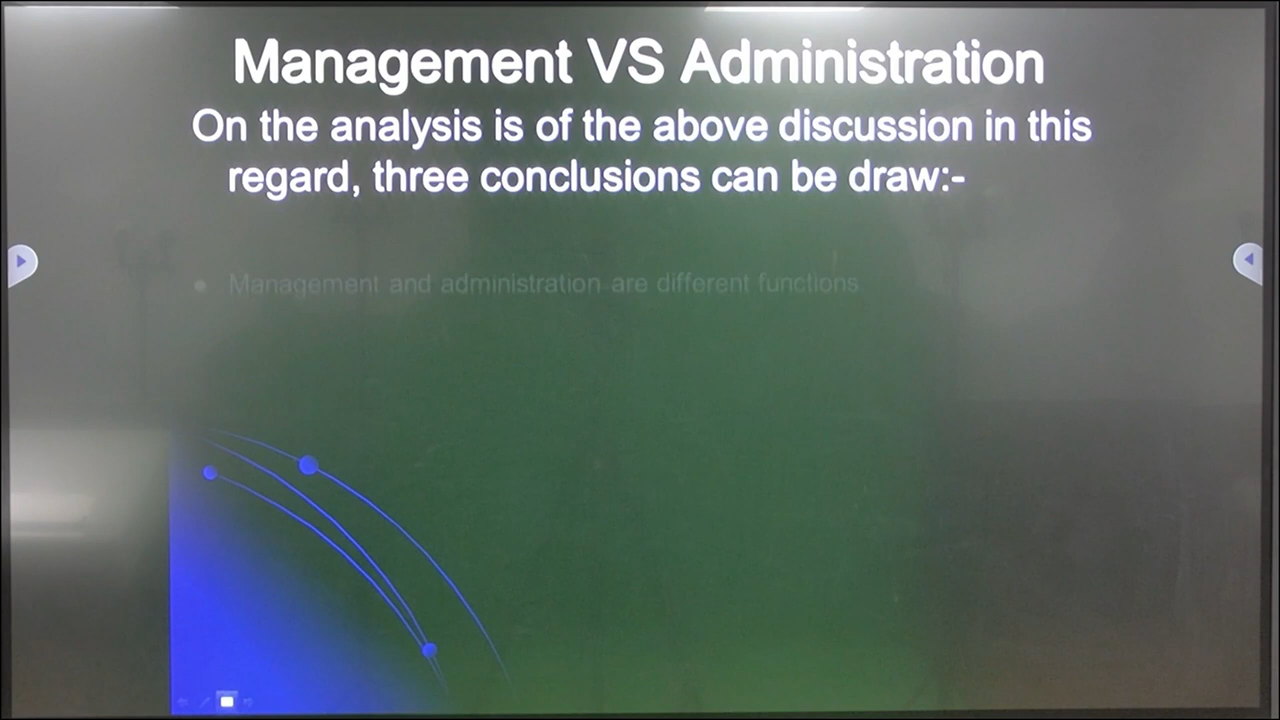 Management VS Administration
On the analysis is of the above discussion in this
regard, three conclusions can be draw:-
• Management and administration are different functions